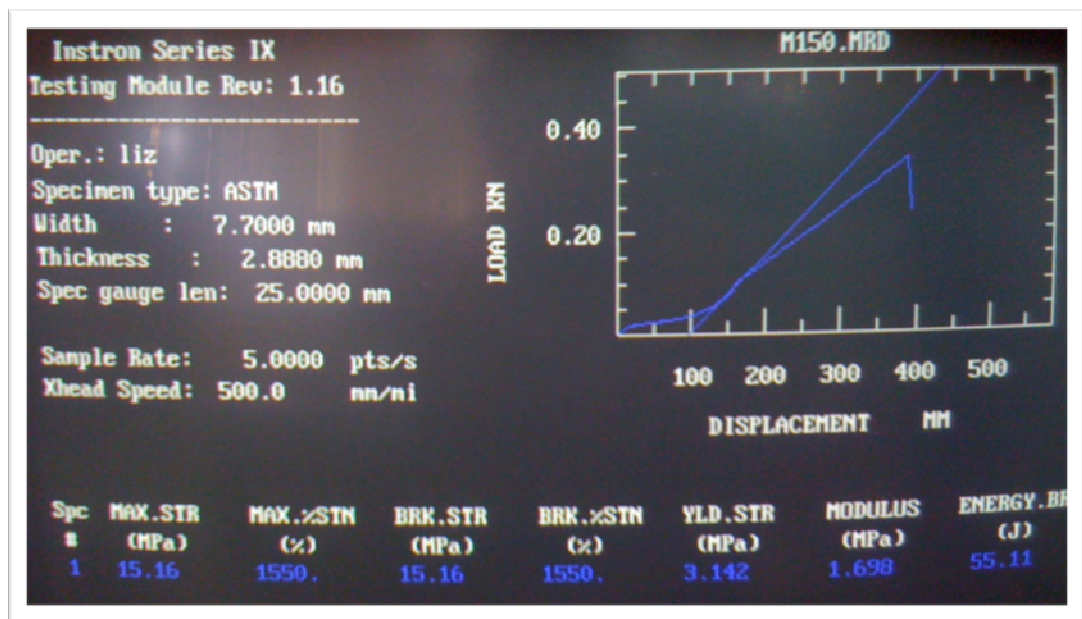 Instron Series IX
Testing Module Rev: 1.16
Oper.: liz
Specimen type: ASTM
Width : 7.7000 mm
Thickness : 2.8880 mm
Spec gauge len: 25.0000 mm
Sample Rate: 5.0000 pts/s
Xhead Speed: 500.0 mm/mi
M150.MRD
0.40
0.20
LOAD KN
100 200 300 400 500
DISPLACEMENT MM
Spc MAX.STR MAX.%STN BRK.STR BRK.%STN YLD.STR MODULUS ENERGY.BR
# (MPa) (%) (MPa) (%) (MPa) (MPa) (J)
1 15.16 1550. 15.16 1550. 3.142 1.698 55.11